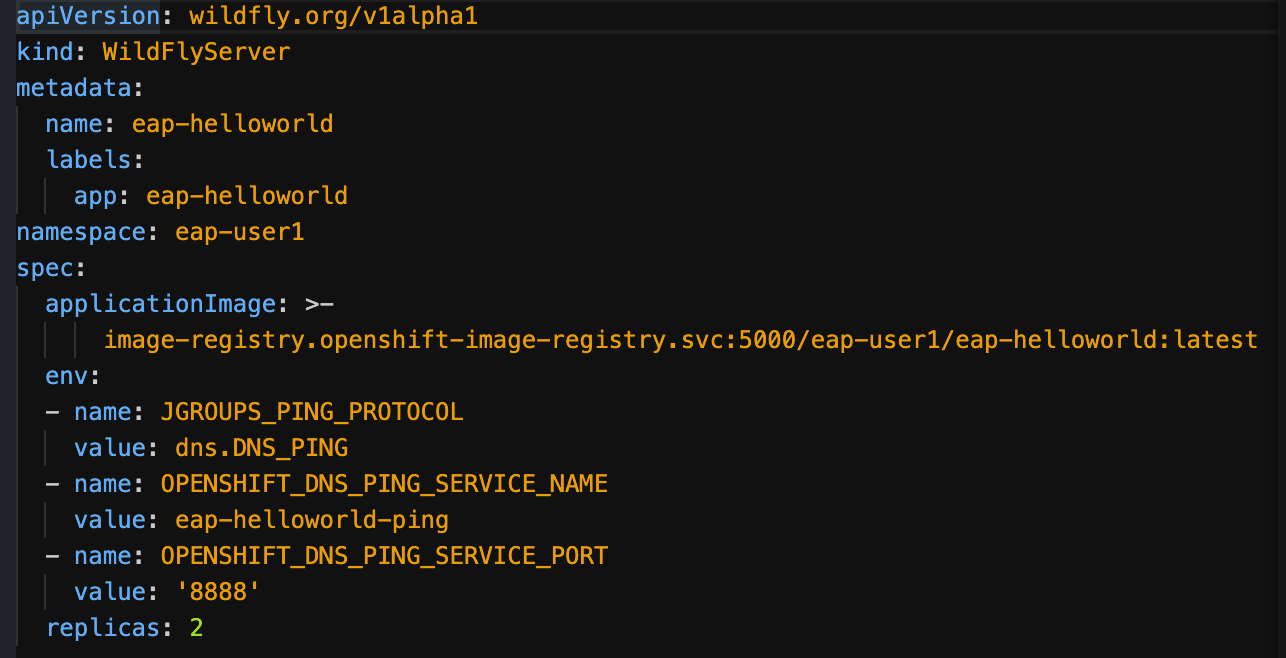 apiVersion: wildfly.org/v1alpha1
kind: WildFlyServer
metadata:
  name: eap-helloworld
  labels:
    app: eap-helloworld
namespace: eap-user1
spec:
  applicationImage: >-
      image-registry.openshift-image-registry.svc:5000/eap-user1/eap-helloworld:latest
  env:
  - name: JGROUPS_PING_PROTOCOL
    value: dns.DNS_PING
  - name: OPENSHIFT_DNS_PING_SERVICE_NAME
    value: eap-helloworld-ping
  - name: OPENSHIFT_DNS_PING_SERVICE_PORT
    value: '8888'
  replicas: 2